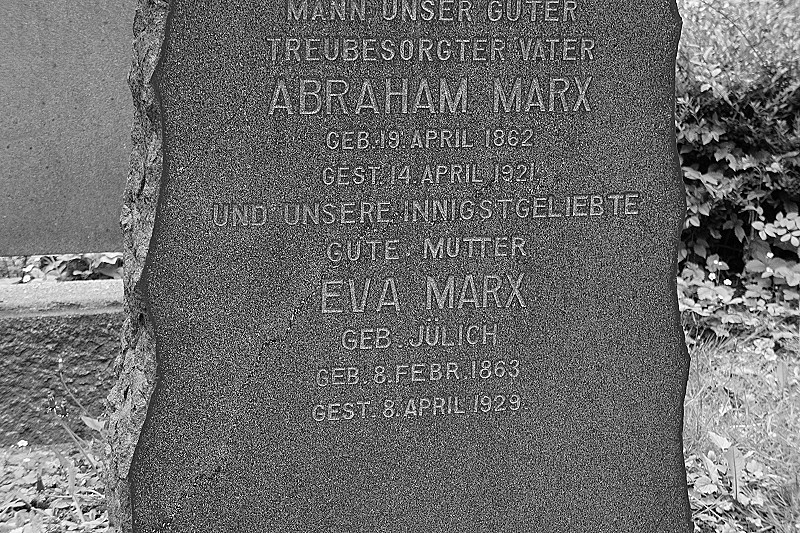 MANN, UNSER GUTER
TREUBESORGTER VATER
ABRAHAM MARX
GEB. 19. APRIL 1862
GEST. 14. APRIL 1921
UND UNSERE INNIGSTGELIEBTE
GUTE MUTTER
EVA MARX
GEB. JÜLICH
GEB. 8. FEBR. 1863
GEST. 8. APRIL 1929